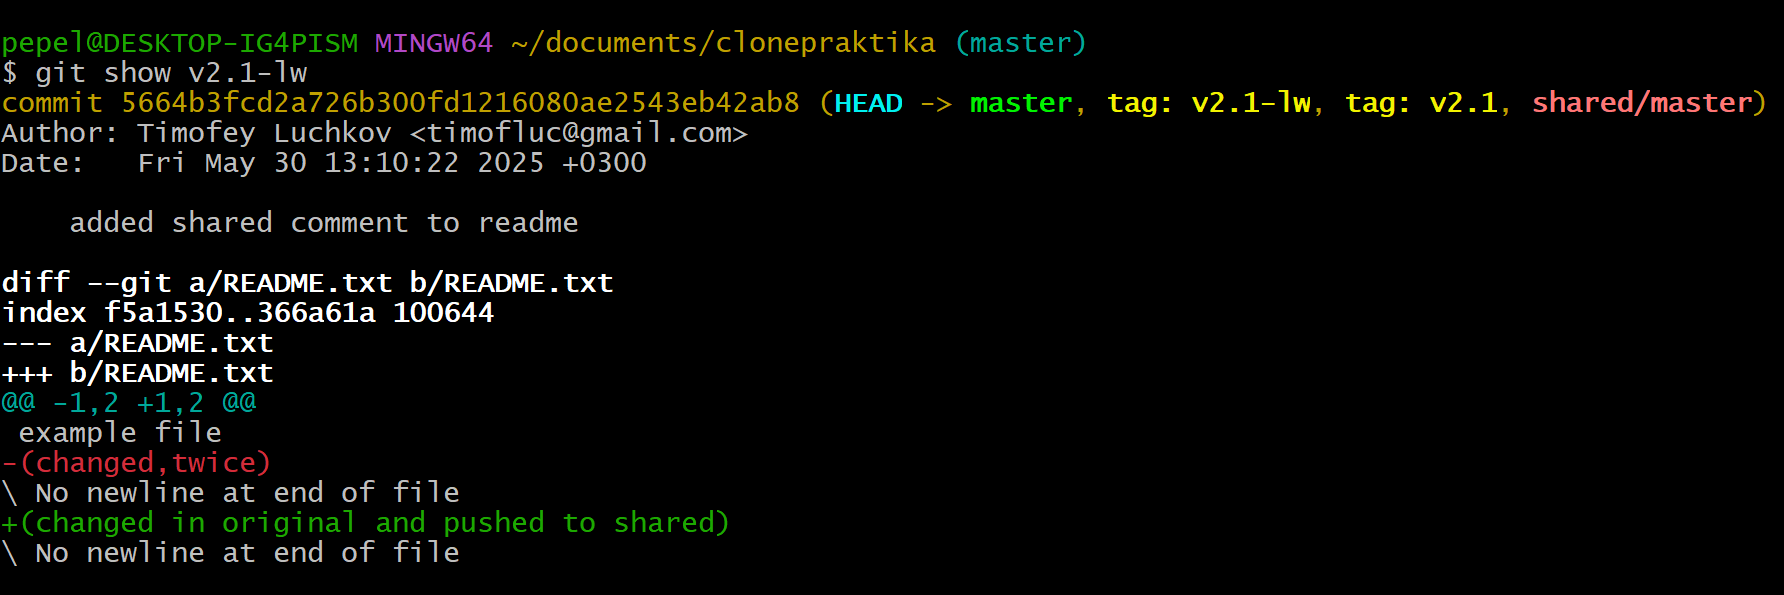 pepel@DESKTOP-IG4PISM MINGW64 ~/documents/clonepraktika (master)
$ git show v2.1-lw
commit 5664b3fcd2a726b300fd1216080ae2543eb42ab8 (HEAD -> master, tag: v2.1-lw, tag: v2.1, shared/master)
Author: Timofey Luchkov <timofluc@gmail.com>
Date:   Fri May 30 13:10:22 2025 +0300

    added shared comment to readme

diff --git a/README.txt b/README.txt
index f5a1530..366a61a 100644
--- a/README.txt
+++ b/README.txt
@@ -1,2 +1,2 @@
 example file
-(changed,twice)
\ No newline at end of file
+(changed in original and pushed to shared)
\ No newline at end of file